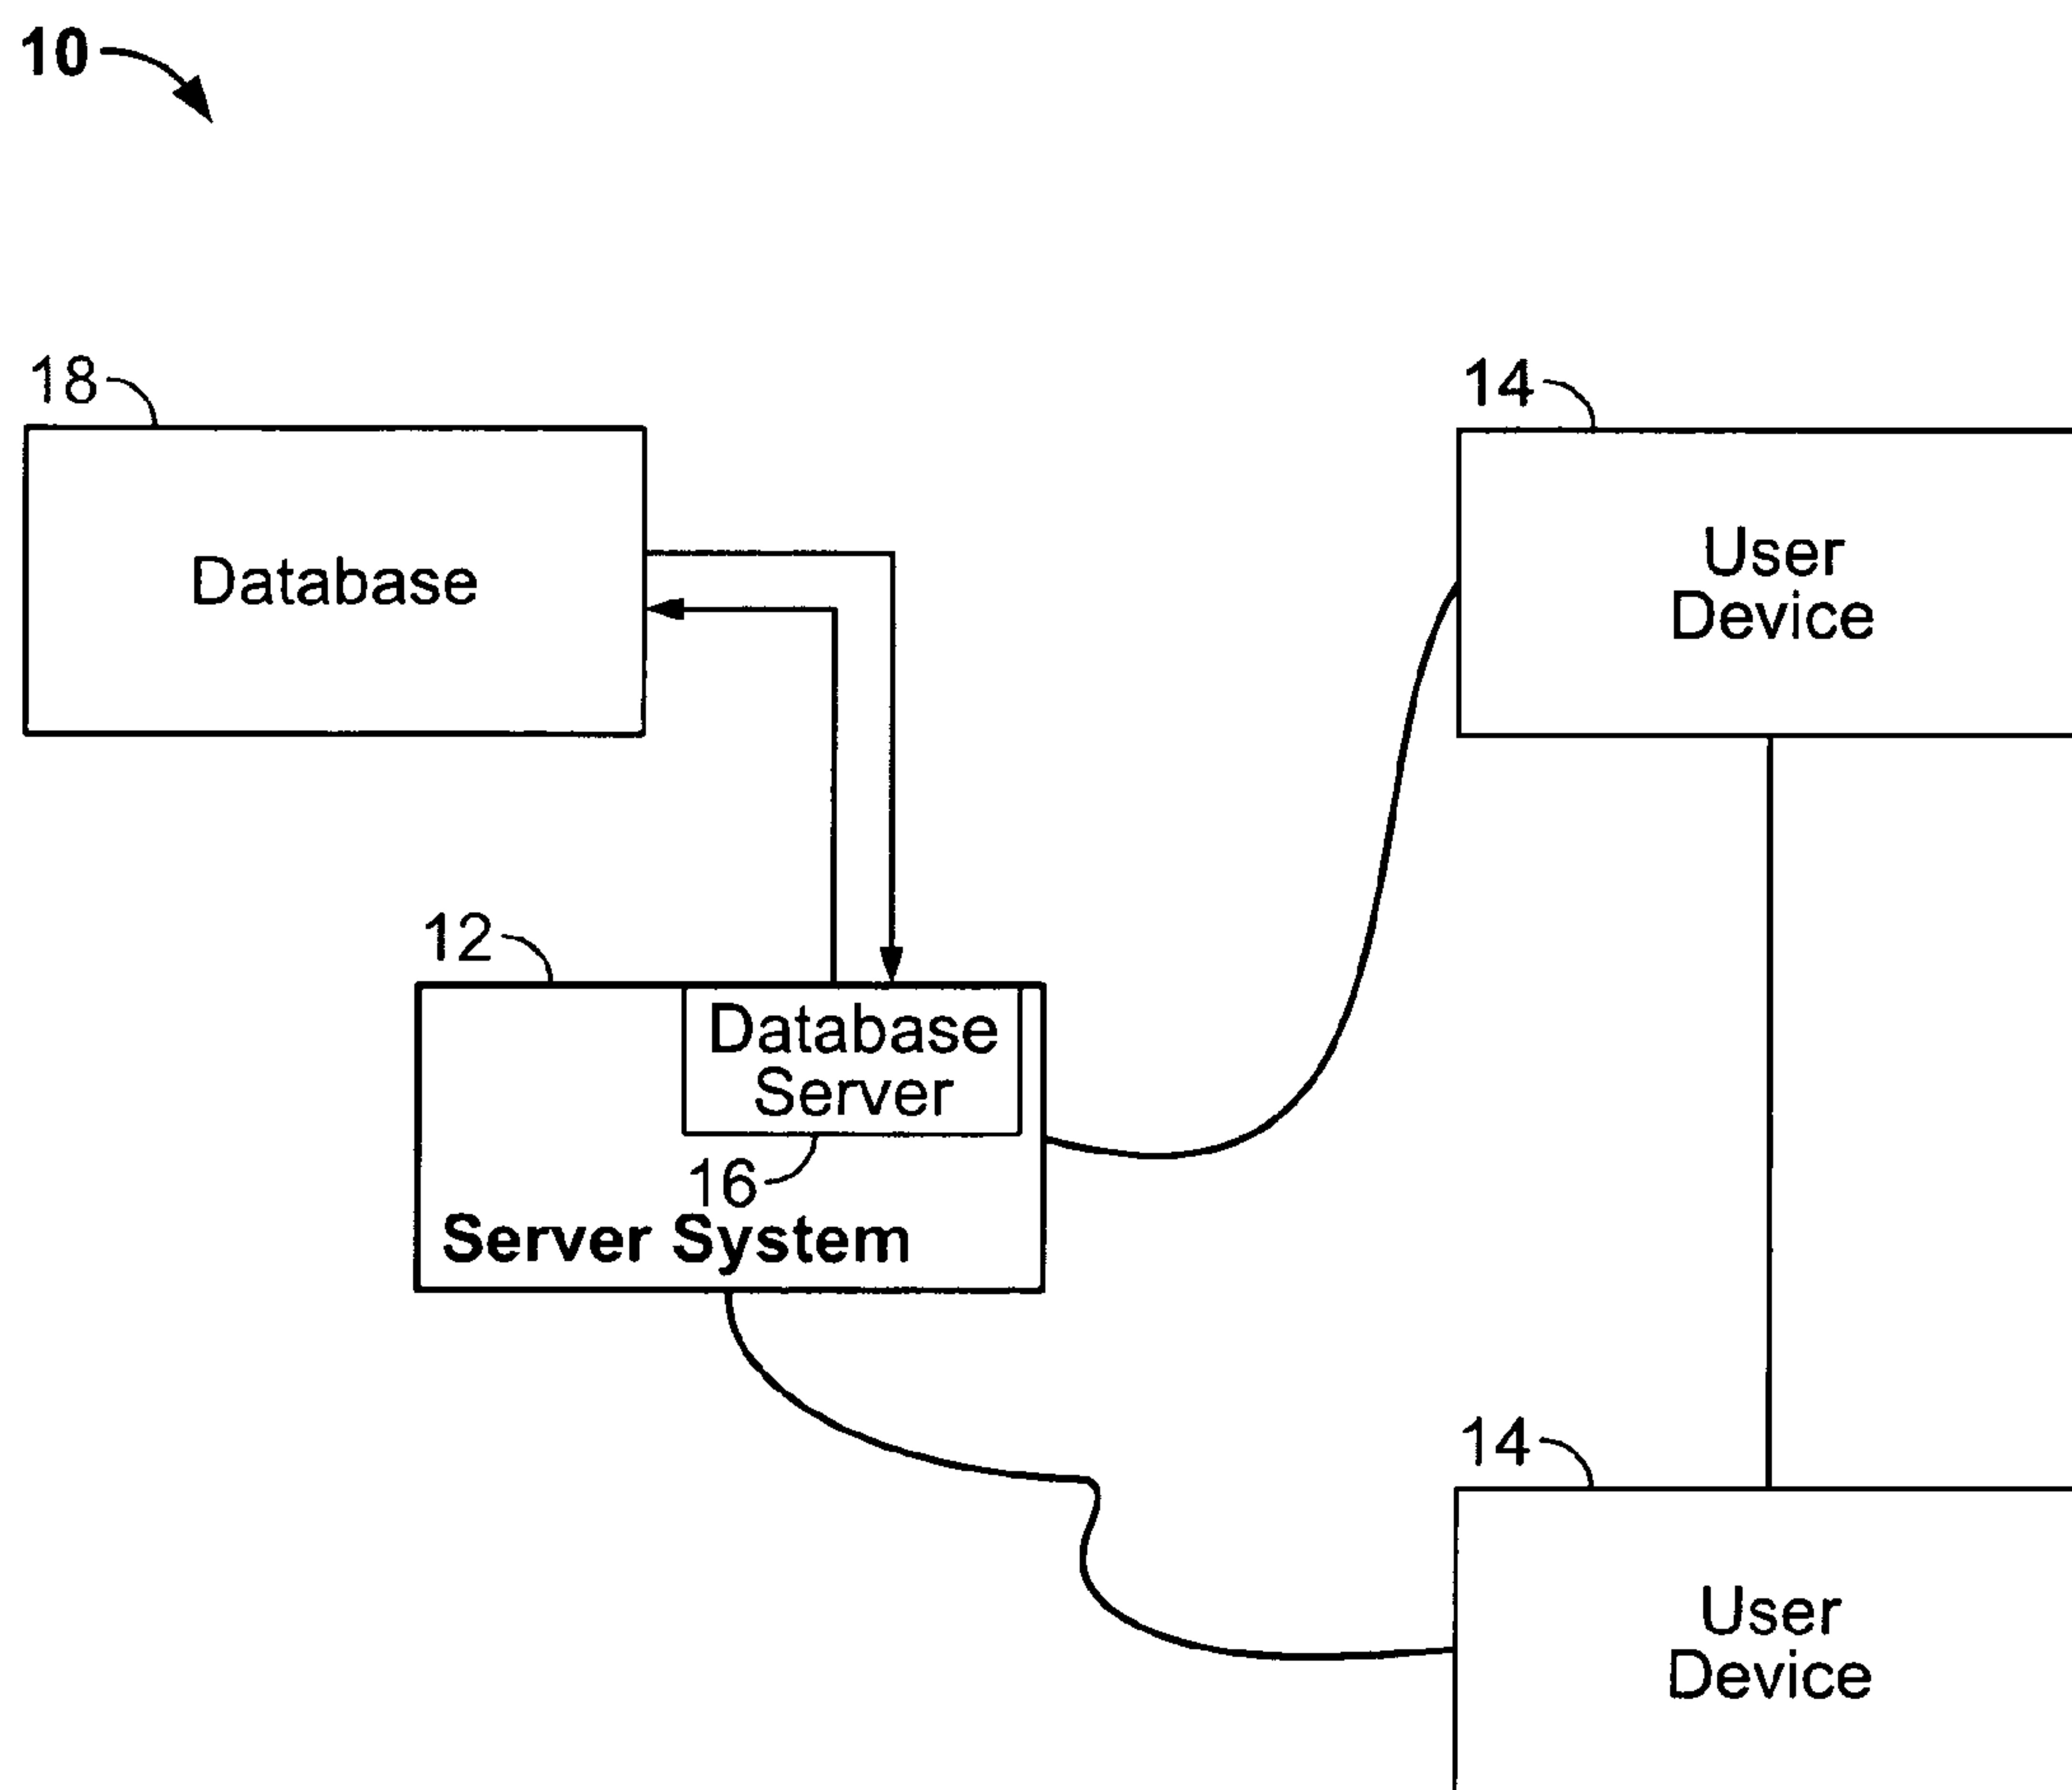 10
18
14
Database
User
Device
12
Database
Server
16
Server System
14
User
Device